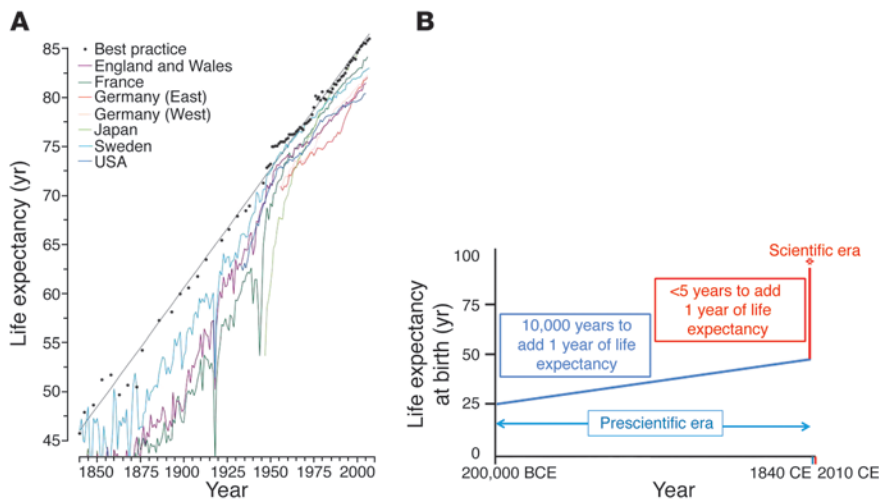 A
Life expectancy (yr)
85
80
75
70
65
60
55
50
45
Best practice
England and Wales
France
Germany (East)
Germany (West)
Japan
Sweden
USA
1850 1875 1900 1925 1950 1975 2000
Year
B
Life expectancy
at birth (yr)
100
75
50
25
0
Scientific era
<5 years to add
1 year of life
expectancy
10,000 years to
add 1 year of life
expectancy
Prescientific era
200,000 BCE
1840 CE 2010 CE
Year